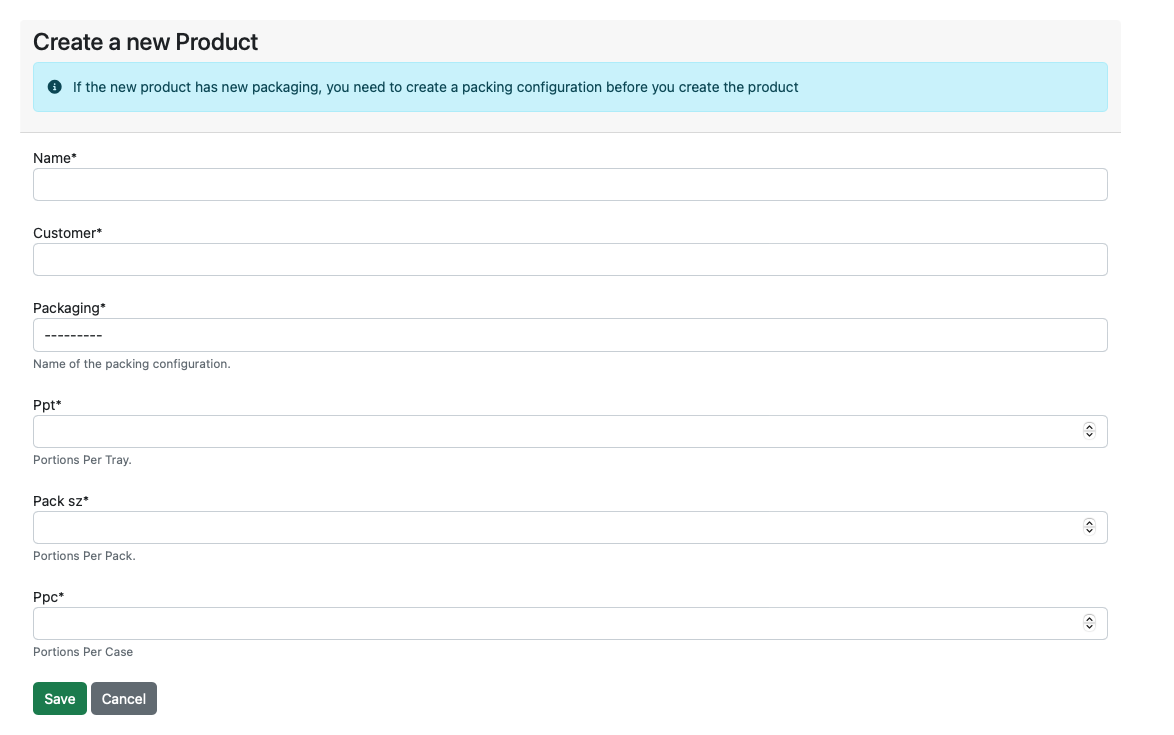 Create a new Product
If the new product has new packaging, you need to create a packing configuration before you create the product
Name*
Customer*
Packaging*
---------
Name of the packing configuration.
Ppt*
Portions Per Tray.
Pack sz*
Portions Per Pack.
Ppc*
Portions Per Case
Save Cancel